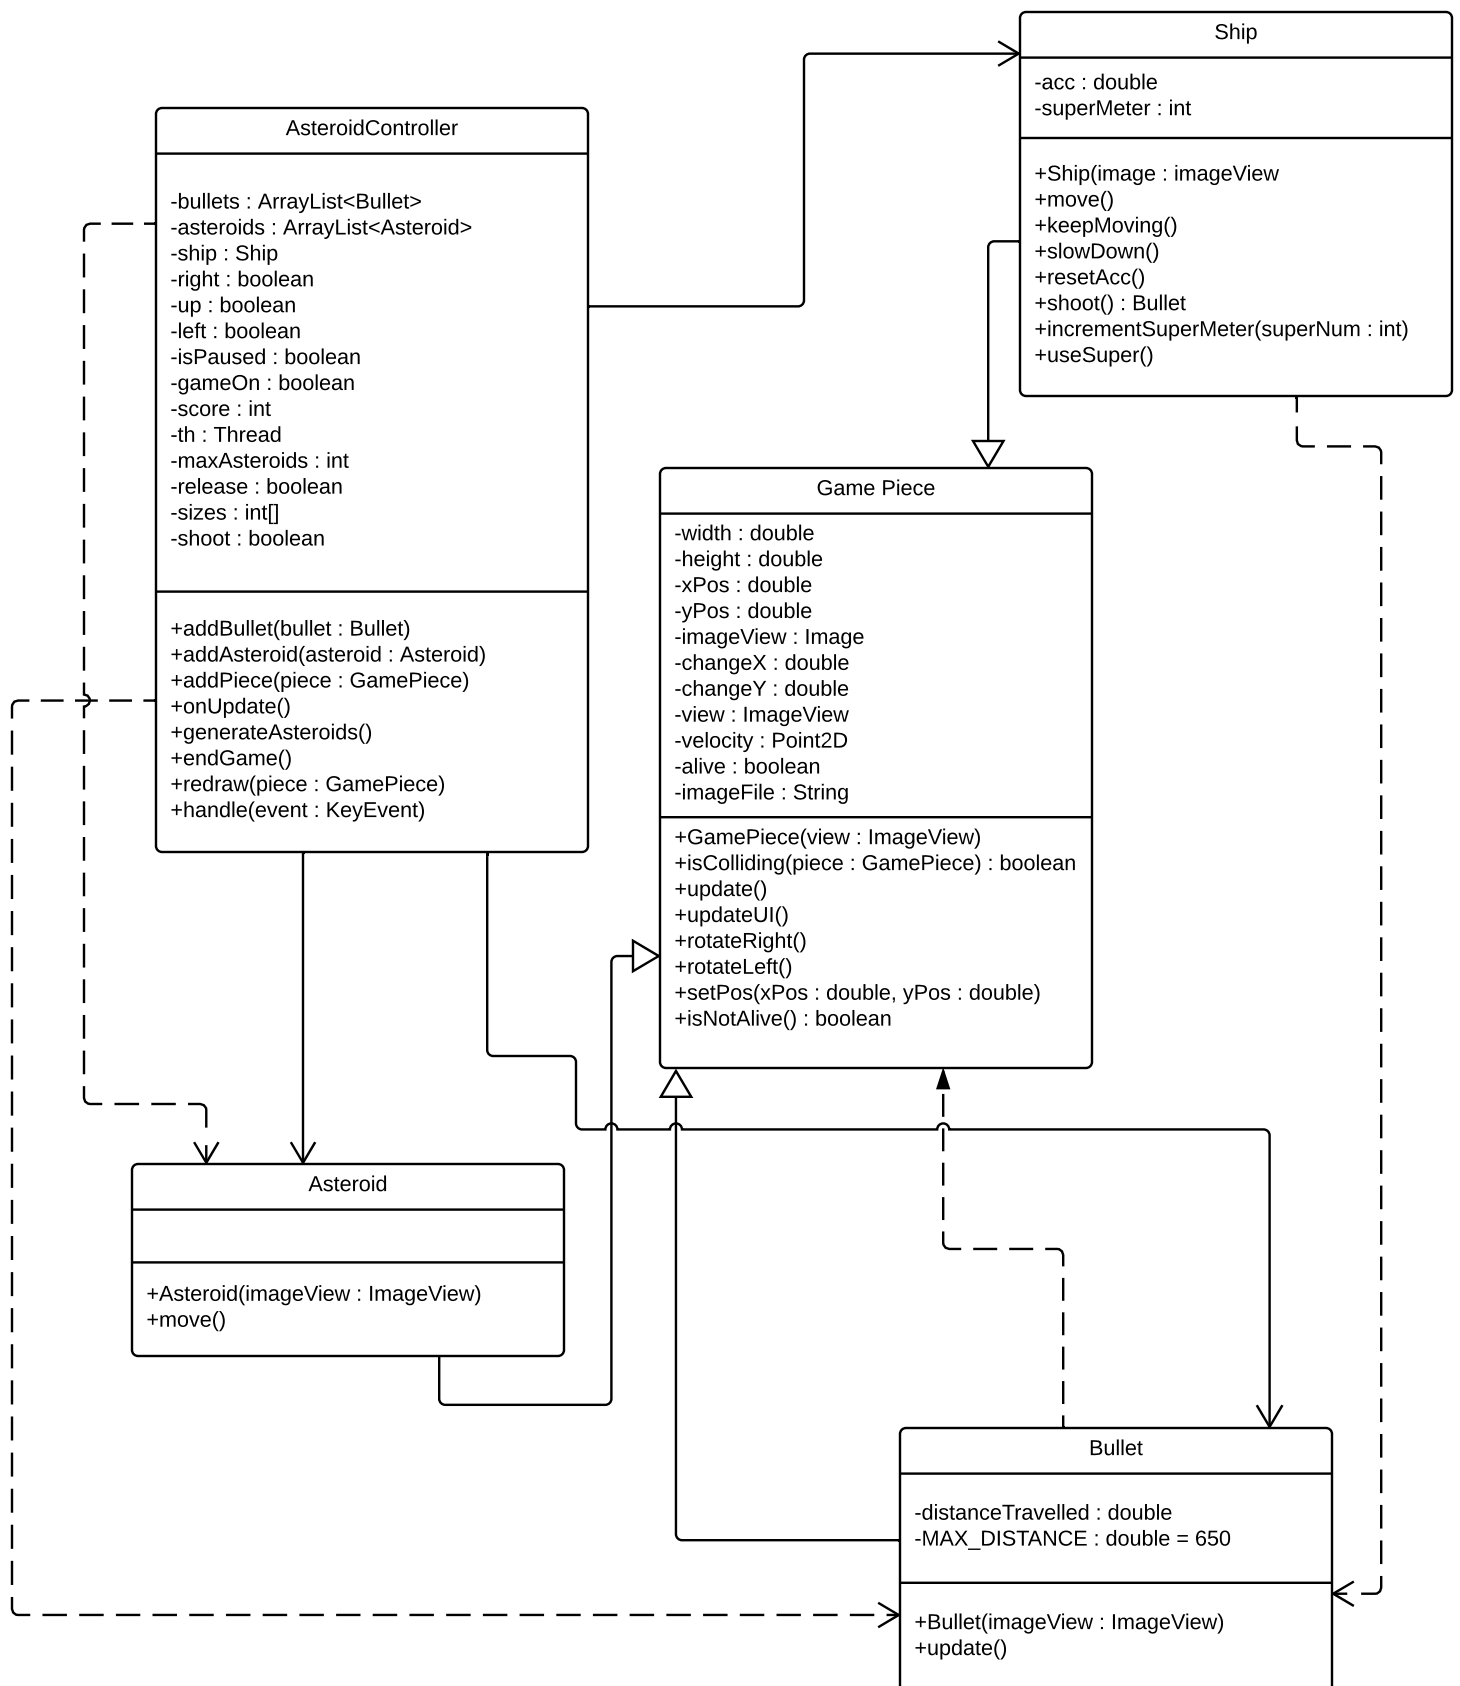 Ship
-acc : double
-superMeter : int
+Ship(image : imageView
+move()
+keepMoving()
+slowDown()
+resetAcc()
+shoot() : Bullet
+incrementSuperMeter(superNum : int)
+useSuper()
AsteroidController
-bullets : ArrayList<Bullet>
-asteroids : ArrayList<Asteroid>
-ship : Ship
-right : boolean
-up : boolean
-left : boolean
-isPaused : boolean
-gameOn : boolean
-score : int
-th : Thread
-maxAsteroids : int
-release : boolean
-sizes : int[]
-shoot : boolean
+addBullet(bullet : Bullet)
+addAsteroid(asteroid : Asteroid)
+addPiece(piece : GamePiece)
+onUpdate()
+generateAsteroids()
+endGame()
+redraw(piece : GamePiece)
+handle(event : KeyEvent)
Game Piece
-width : double
-height : double
-xPos : double
-yPos : double
-imageView : Image
-changeX : double
-changeY : double
-view : ImageView
-velocity : Point2D
-alive : boolean
-imageFile : String
+GamePiece(view : ImageView)
+isColliding(piece : GamePiece) : boolean
+update()
+updateUI()
+rotateRight()
+rotateLeft()
+setPos(xPos : double, yPos : double)
+isNotAlive() : boolean
Asteroid
+Asteroid(imageView : ImageView)
+move()
Bullet
-distanceTravelled : double
-MAX_DISTANCE : double = 650
+Bullet(imageView : ImageView)
+update()